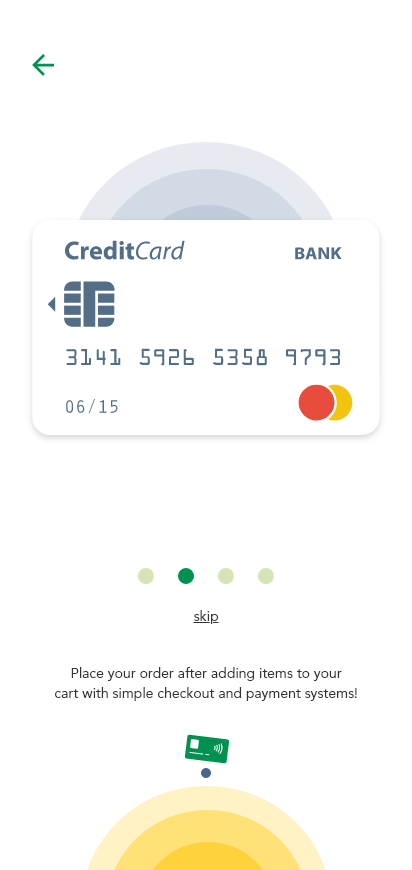 CreditCard
BANK
3141 5926 5358 9793
06/15
skip
Place your order after adding items to your
cart with simple checkout and payment systems!